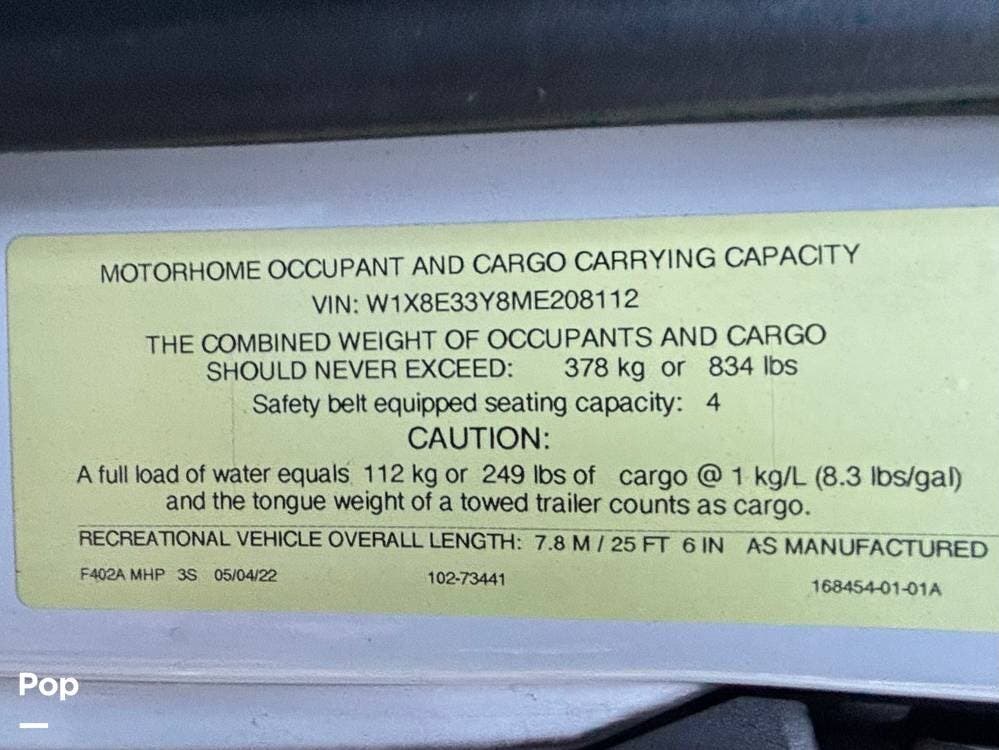 MOTORHOME OCCUPANT AND CARGO CARRYING CAPACITY
VIN: W1X8E33Y8ME208112
THE COMBINED WEIGHT OF OCCUPANTS AND CARGO
SHOULD NEVER EXCEED: 378 kg or 834 lbs
Safety belt equipped seating capacity: 4
CAUTION:
A full load of water equals 112 kg or 249 lbs of cargo @ 1 kg/L (8.3 lbs/gal)
and the tongue weight of a towed trailer counts as cargo.
RECREATIONAL VEHICLE OVERALL LENGTH: 7.8 M / 25 FT 6 IN AS MANUFACTURED
F402A MHP 3S 05/04/22 102-73441 168454-01-01A
Pop